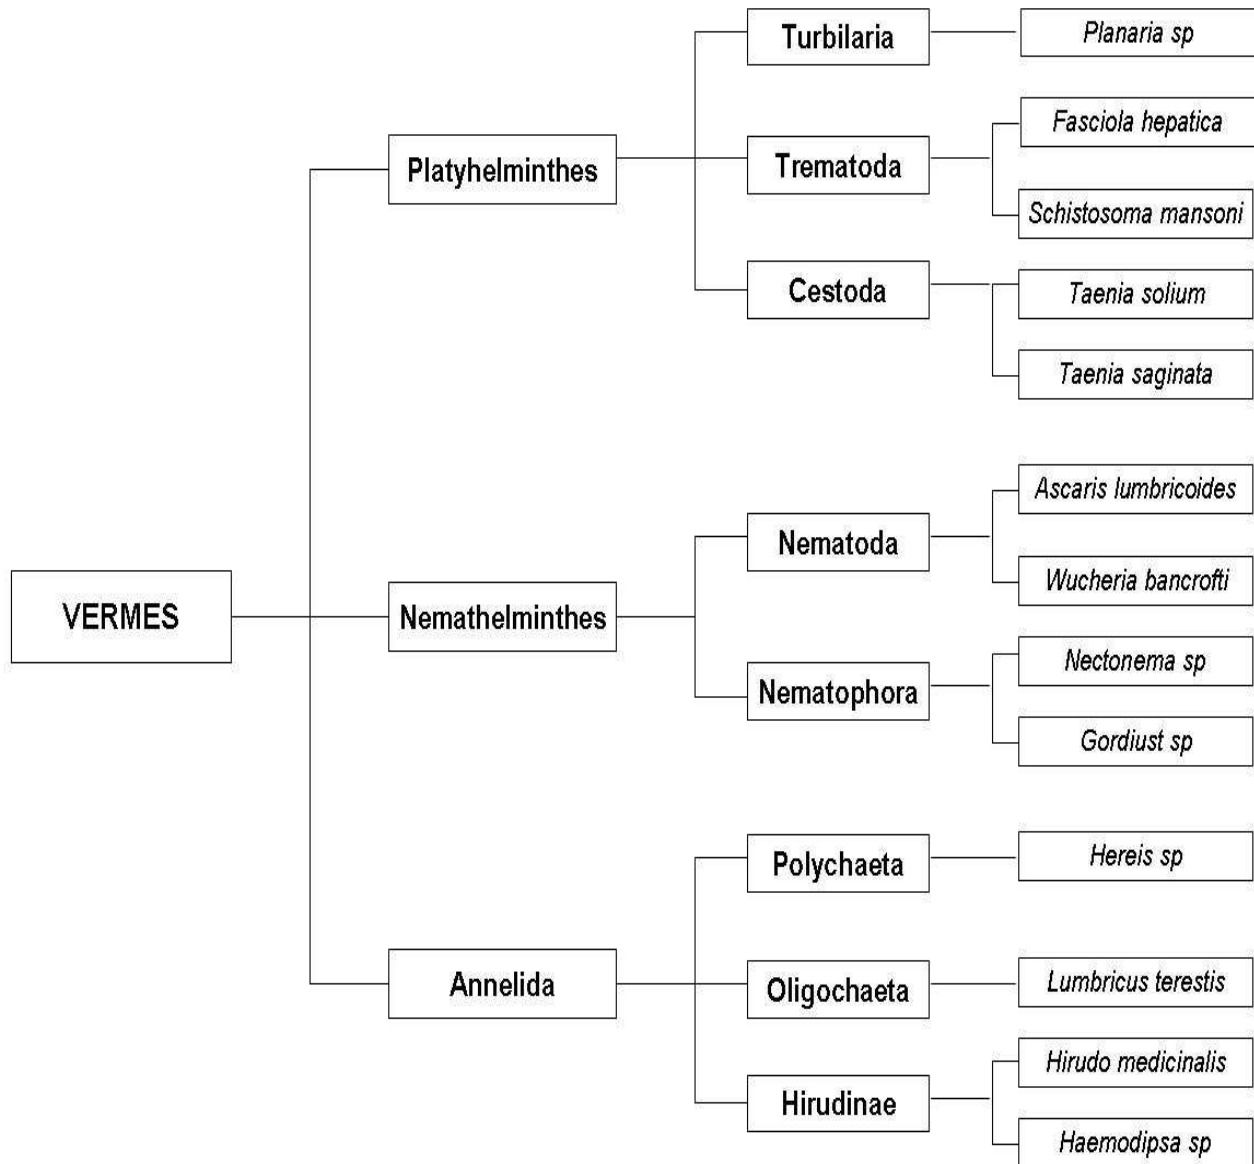 Turbilaria
Planaria sp
Fasciola hepatica
Platyhelminthes
Trematoda
Schistosoma mansoni
Cestoda
Taenia solium
Taenia saginata
Ascaris lumbricoides
Nematoda
Wucheria bancrofti
VERMES
Nemathelminthes
Nectonema sp
Nematophora
Gordiust sp
Polychaeta
Hereis sp
Annelida
Oligochaeta
Lumbricus terestis
Hirudo medicinalis
Hirudinae
Haemodipsa sp